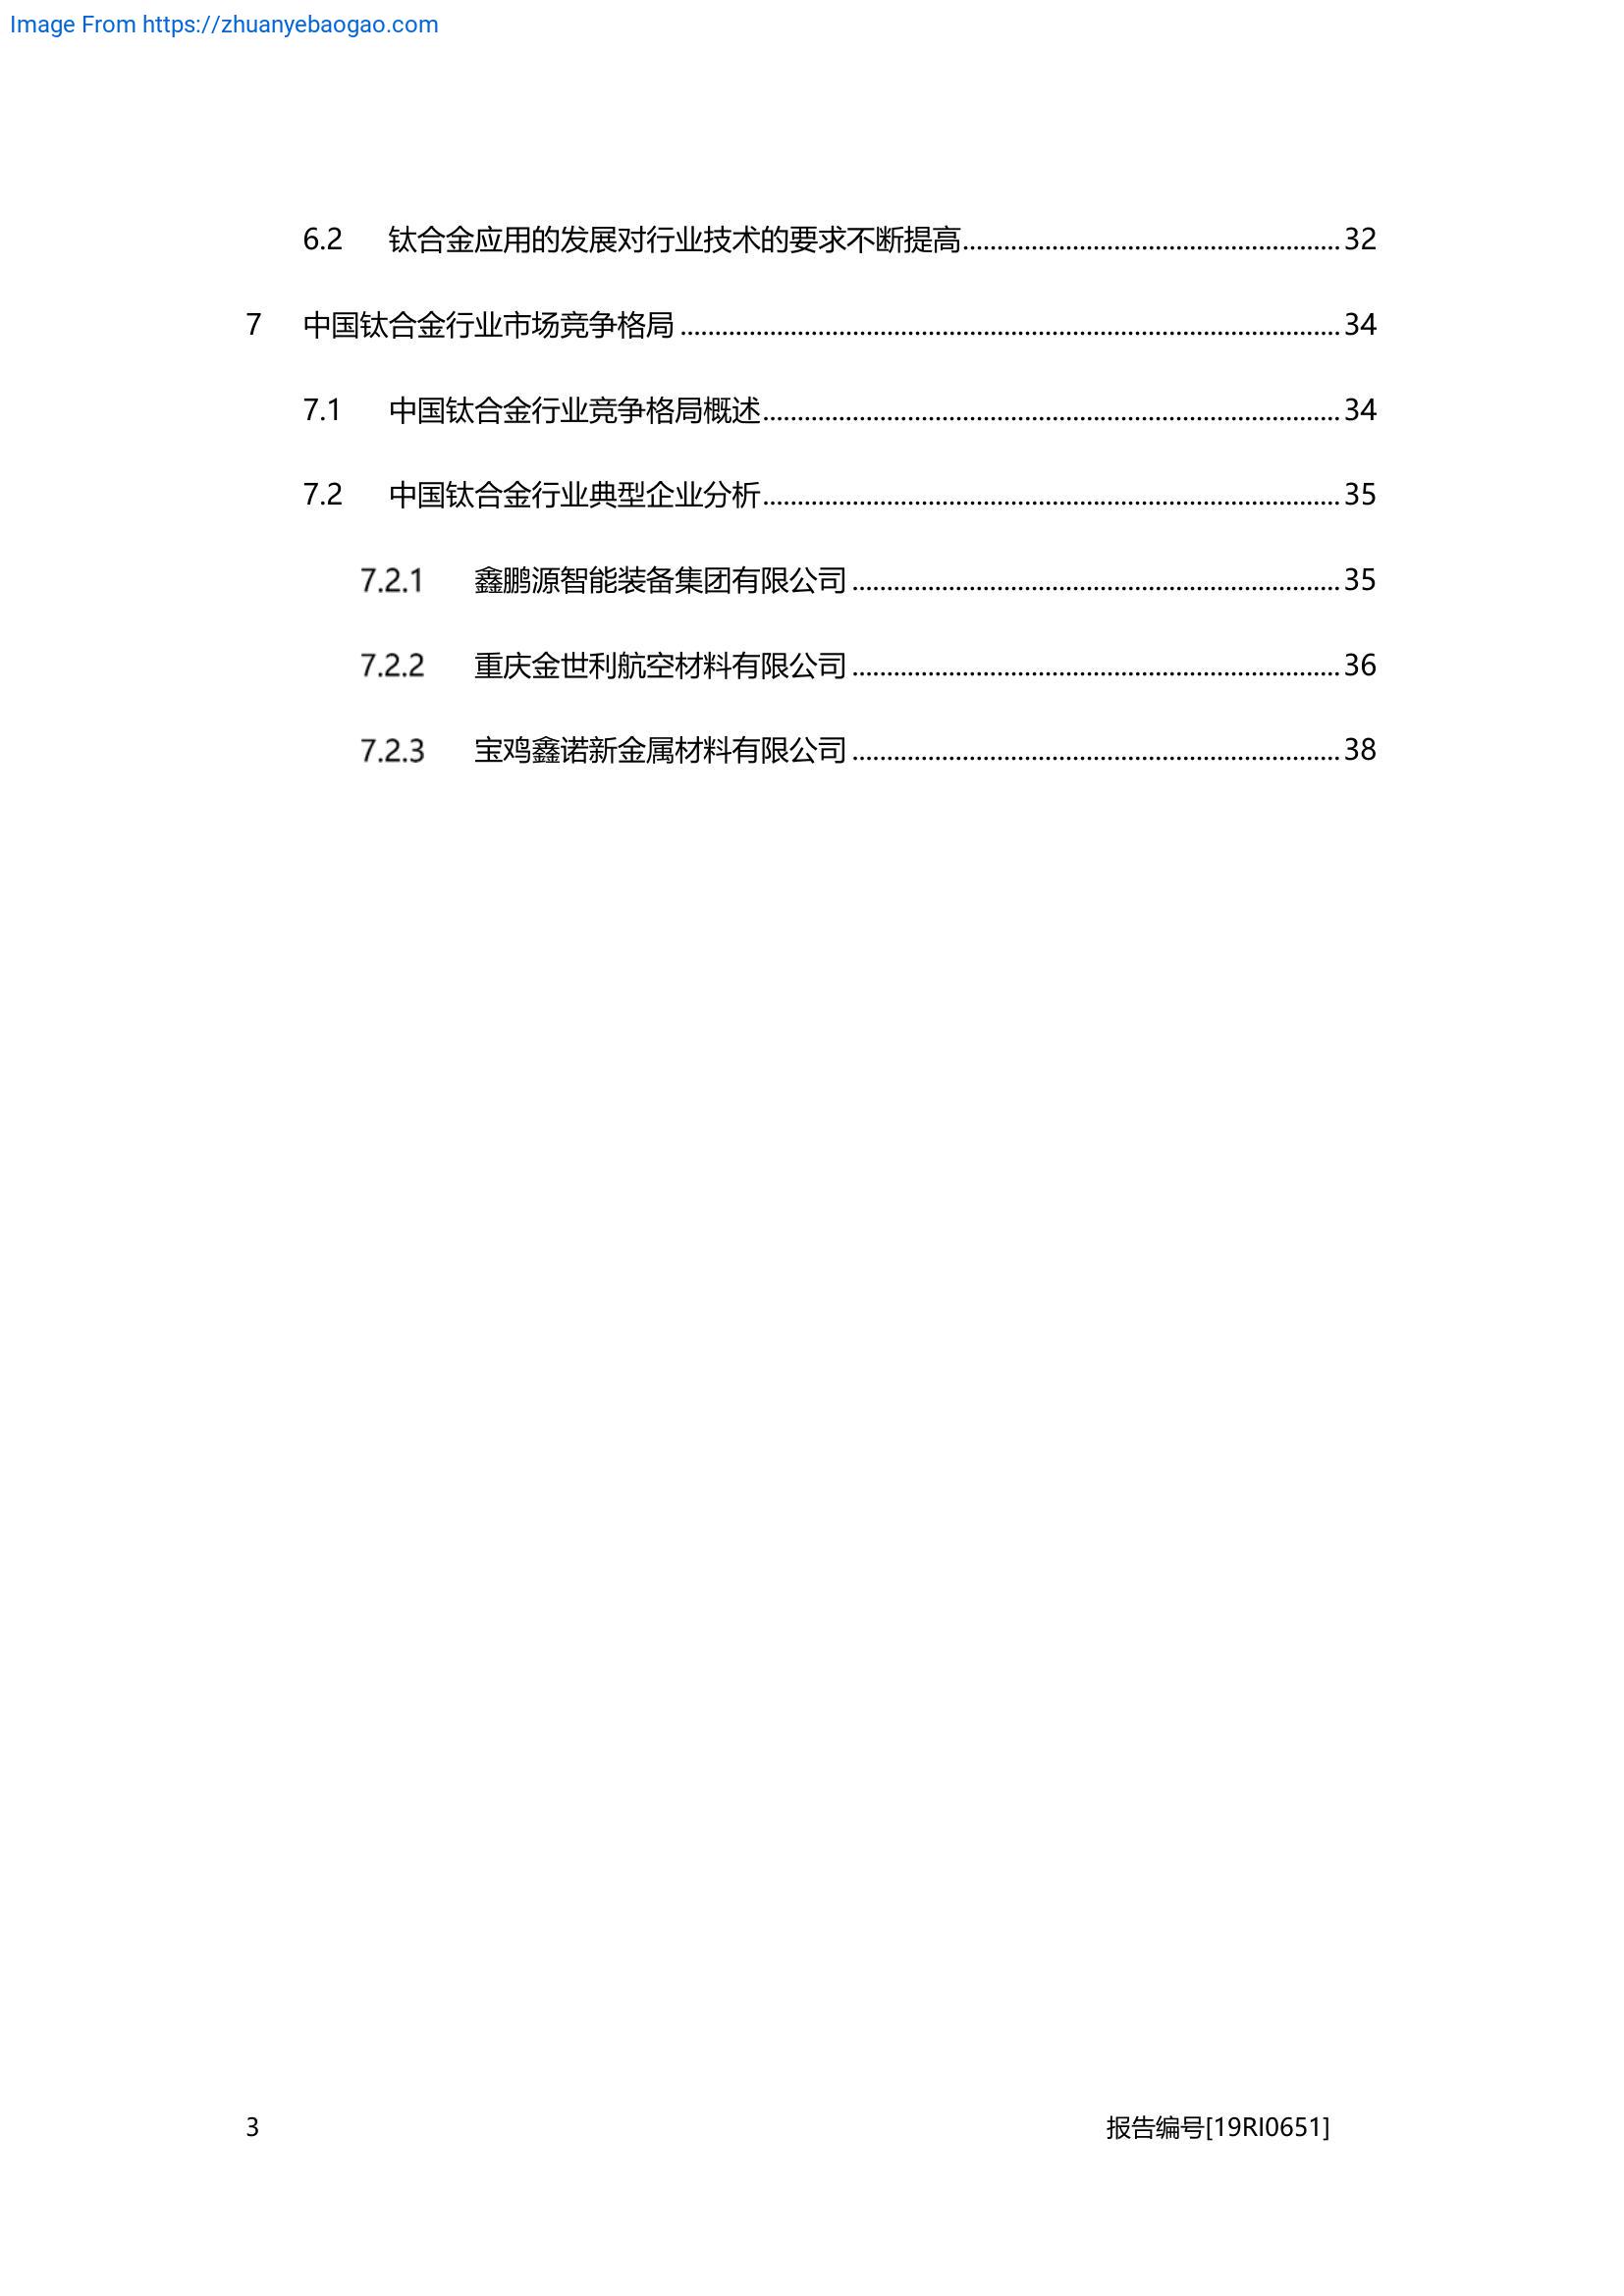 Image From https://zhuanyebaogao.com
6.2 钛合金应用的发展对行业技术的要求不断提高........................................................ 32
7 中国钛合金行业市场竞争格局 ................................................................................................. 34
7.1 中国钛合金行业竞争格局概述..................................................................................... 34
7.2 中国钛合金行业典型企业分析..................................................................................... 35
7.2.1 鑫鹏源智能装备集团有限公司 ........................................................................ 35
7.2.2 重庆金世利航空材料有限公司 ........................................................................ 36
7.2.3 宝鸡鑫诺新金属材料有限公司 ........................................................................ 38
3 报告编号[19RI0651]